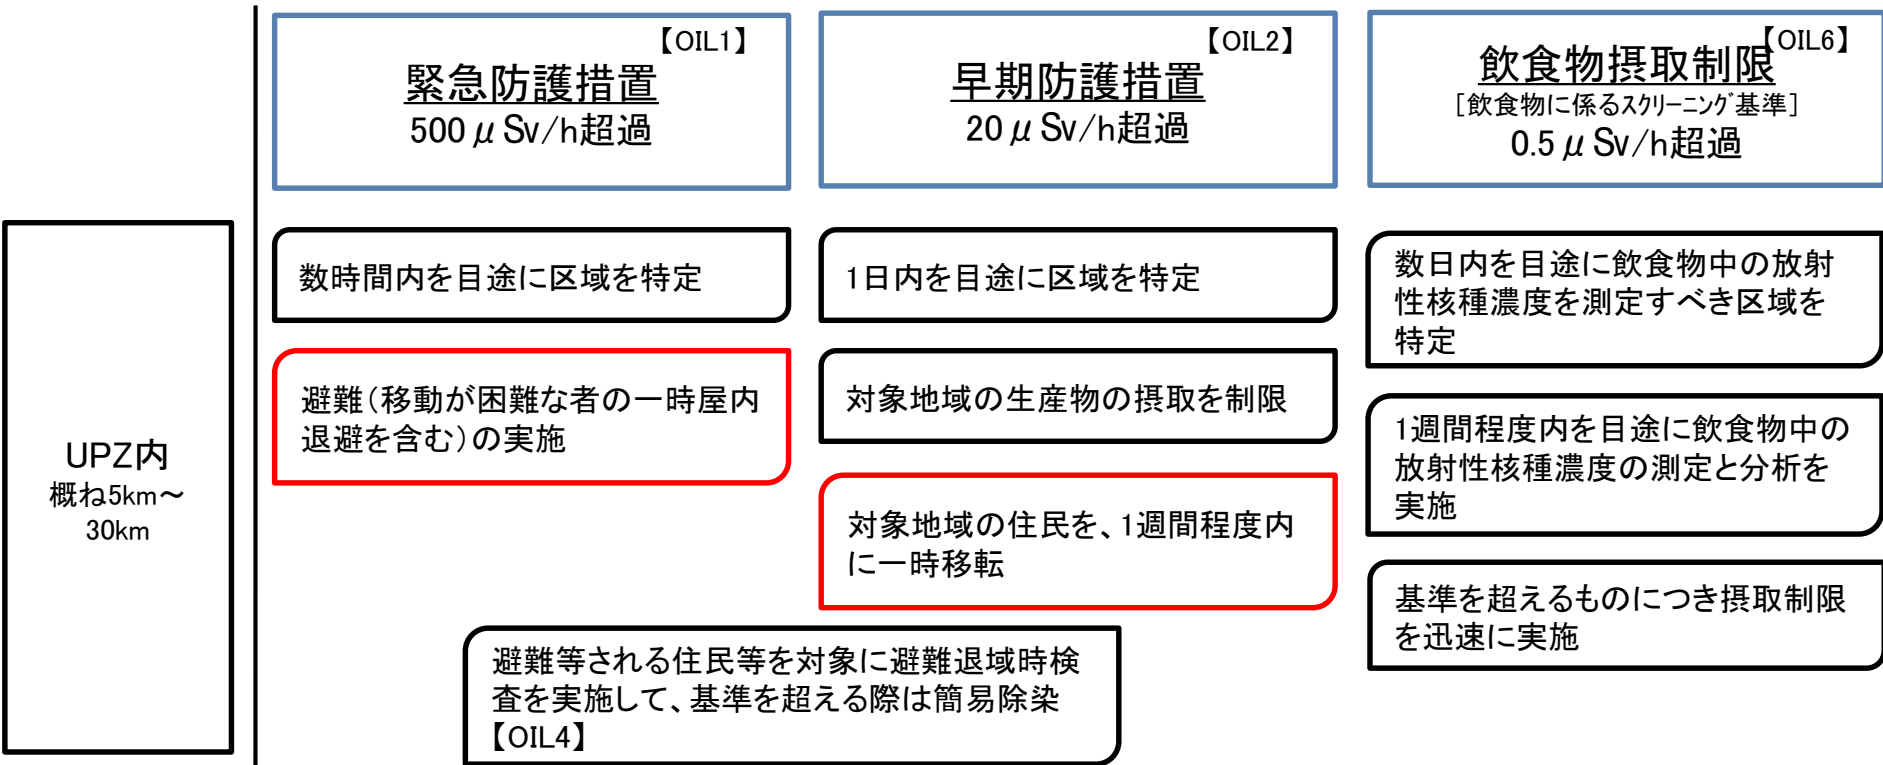 【OIL1】
緊急防護措置
500μSv/h超過
【OIL2】
早期防護措置
20μSv/h超過
【OIL6】
飲食物摂取制限
[飲食物に係るｽｸﾘｰﾆﾝｸﾞ基準]
0.5μSv/h超過
UPZ内
概ね5km～
30km
数時間内を目途に区域を特定
避難(移動が困難な者の一時屋内
退避を含む)の実施
1日内を目途に区域を特定
対象地域の生産物の摂取を制限
対象地域の住民を、1週間程度内
に一時移転
数日内を目途に飲食物中の放射
性核種濃度を測定すべき区域を
特定
1週間程度内を目途に飲食物中の
放射性核種濃度の測定と分析を
実施
基準を超えるものにつき摂取制限
を迅速に実施
避難等される住民等を対象に避難退域時検
査を実施して、基準を超える際は簡易除染
【OIL4】